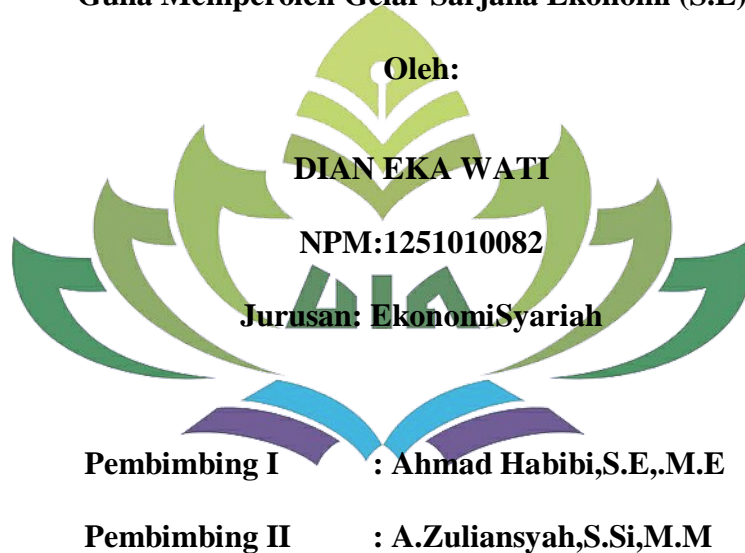 Guna Memperoleh Gelar Sarjana Ekonomi (S.E)
Oleh:
DIAN EKA WATI
NPM:1251010082
UIN
Jurusan: EkonomiSyariah
Pembimbing I : Ahmad Habibi,S.E,.M.E
Pembimbing II : A.Zuliansyah,S.Si,M.M